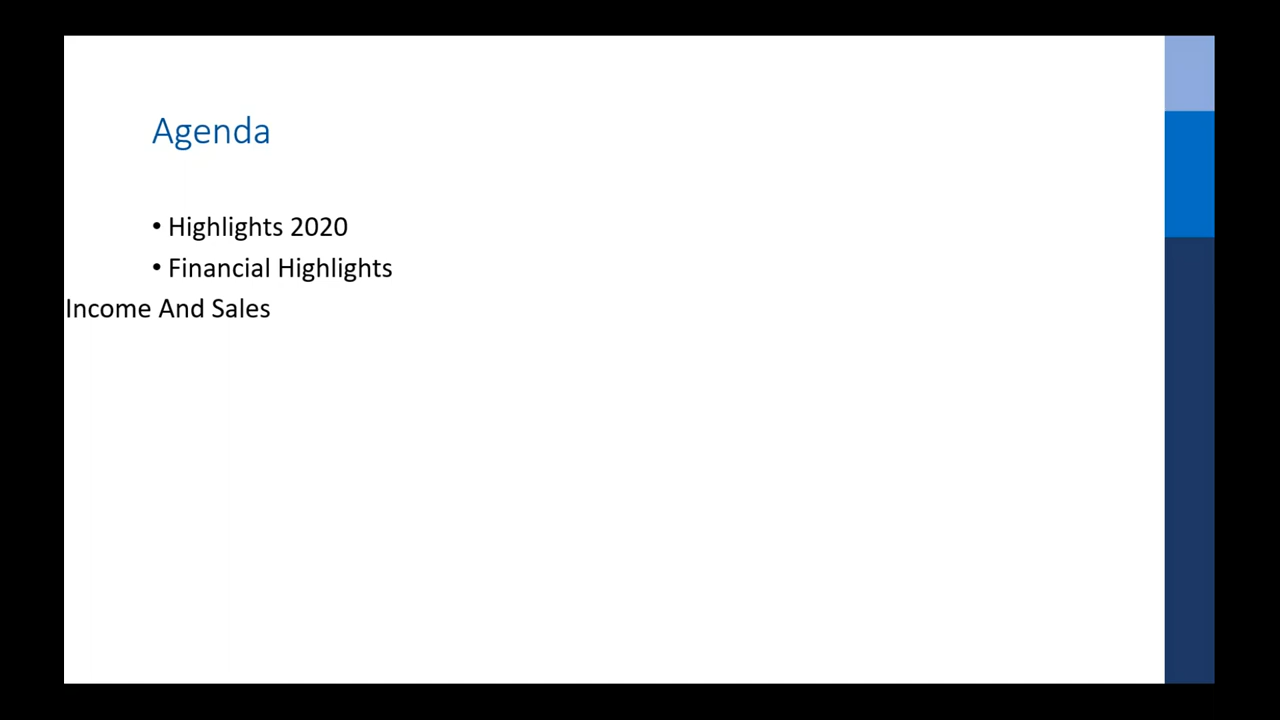 Agenda
• Highlights 2020
• Financial Highlights
Income And Sales